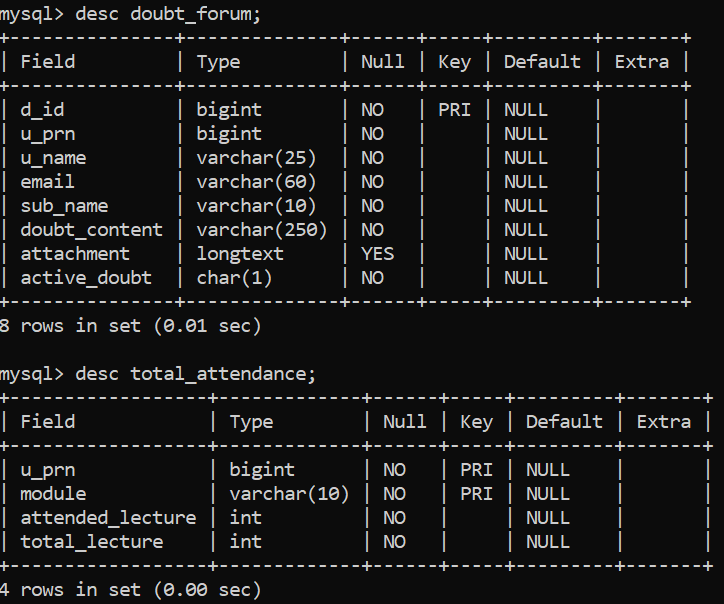 mysql> desc doubt_forum;
+---------------+--------------+------+-----+---------+-------+
| Field         | Type         | Null | Key | Default | Extra |
+---------------+--------------+------+-----+---------+-------+
| d_id          | bigint       | NO   | PRI | NULL    |       |
| u_prn         | bigint       | NO   |     | NULL    |       |
| u_name        | varchar(25)  | NO   |     | NULL    |       |
| email         | varchar(60)  | NO   |     | NULL    |       |
| sub_name      | varchar(10)  | NO   |     | NULL    |       |
| doubt_content | varchar(250) | NO   |     | NULL    |       |
| attachment    | longtext     | YES  |     | NULL    |       |
| active_doubt  | char(1)      | NO   |     | NULL    |       |
+---------------+--------------+------+-----+---------+-------+
8 rows in set (0.01 sec)

mysql> desc total_attendance;
+------------------+-------------+------+-----+---------+-------+
| Field            | Type        | Null | Key | Default | Extra |
+------------------+-------------+------+-----+---------+-------+
| u_prn            | bigint      | NO   | PRI | NULL    |       |
| module           | varchar(10) | NO   | PRI | NULL    |       |
| attended_lecture | int         | NO   |     | NULL    |       |
| total_lecture    | int         | NO   |     | NULL    |       |
+------------------+-------------+------+-----+---------+-------+
4 rows in set (0.00 sec)